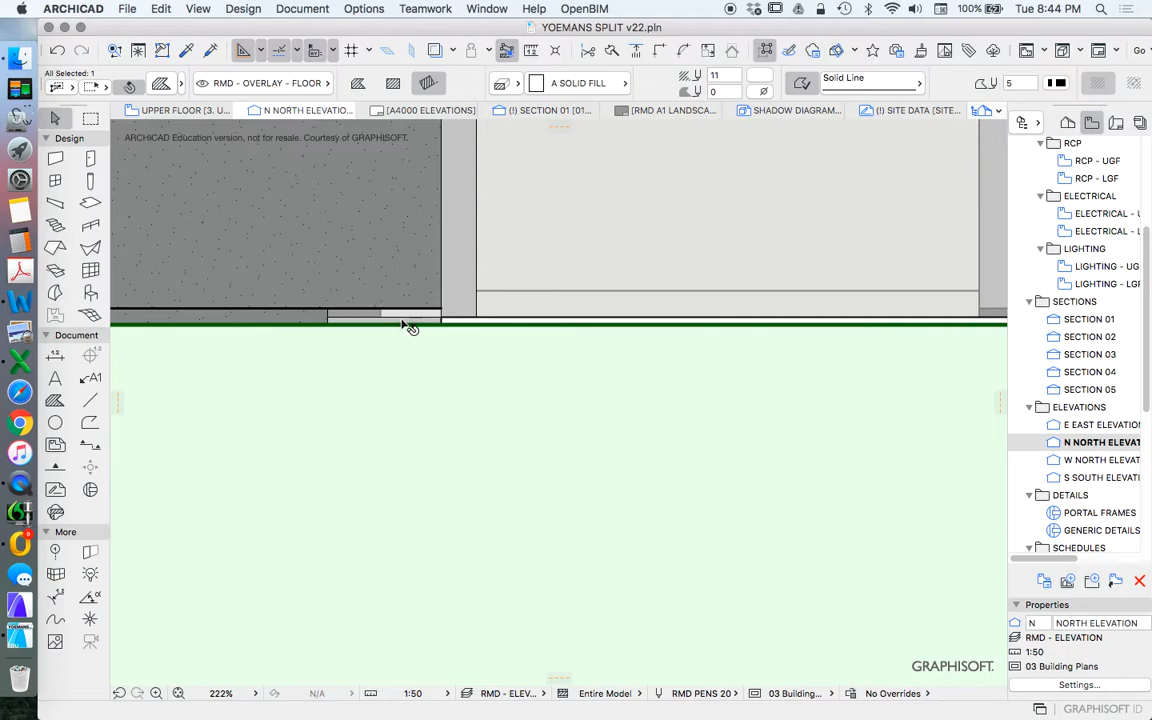 ARCHICAD File Edit View Design Document Options Teamwork Window Help OpenBIM 100% Tue 8:44 PM
YOEMANS SPLIT v22.pln
Go
All Selected: 1
RMD - OVERLAY - FLOOR
A SOLID FILL
11
0
Solid Line
5
UPPER FLOOR [3. U... N NORTH ELEVATIO... [A4000 ELEVATIONS] (!) SECTION 01 [01... [RMD A1 LANDSCA... SHADOW DIAGRAM... (!) SITE DATA [SITE...
ARCHICAD Education version, not for resale. Courtesy of GRAPHISOFT.
Design
Document
A
A1
More
RCP
RCP - UGF
RCP - LGF
ELECTRICAL
ELECTRICAL - U
ELECTRICAL - L
LIGHTING
LIGHTING - UG
LIGHTING - LGF
SECTIONS
SECTION 01
SECTION 02
SECTION 03
SECTION 04
SECTION 05
ELEVATIONS
E EAST ELEVATION
N NORTH ELEVAT
W NORTH ELEVAT
S SOUTH ELEVAT
DETAILS
PORTAL FRAMES
GENERIC DETAILS
SCHEDULES
Properties
N NORTH ELEVATION
RMD - ELEVATION
1:50
03 Building Plans
Settings...
GRAPHISOFT.
222% N/A 1:50 RMD - ELEV... Entire Model RMD PENS 20... 03 Building... No Overrides
GRAPHISOFT ID